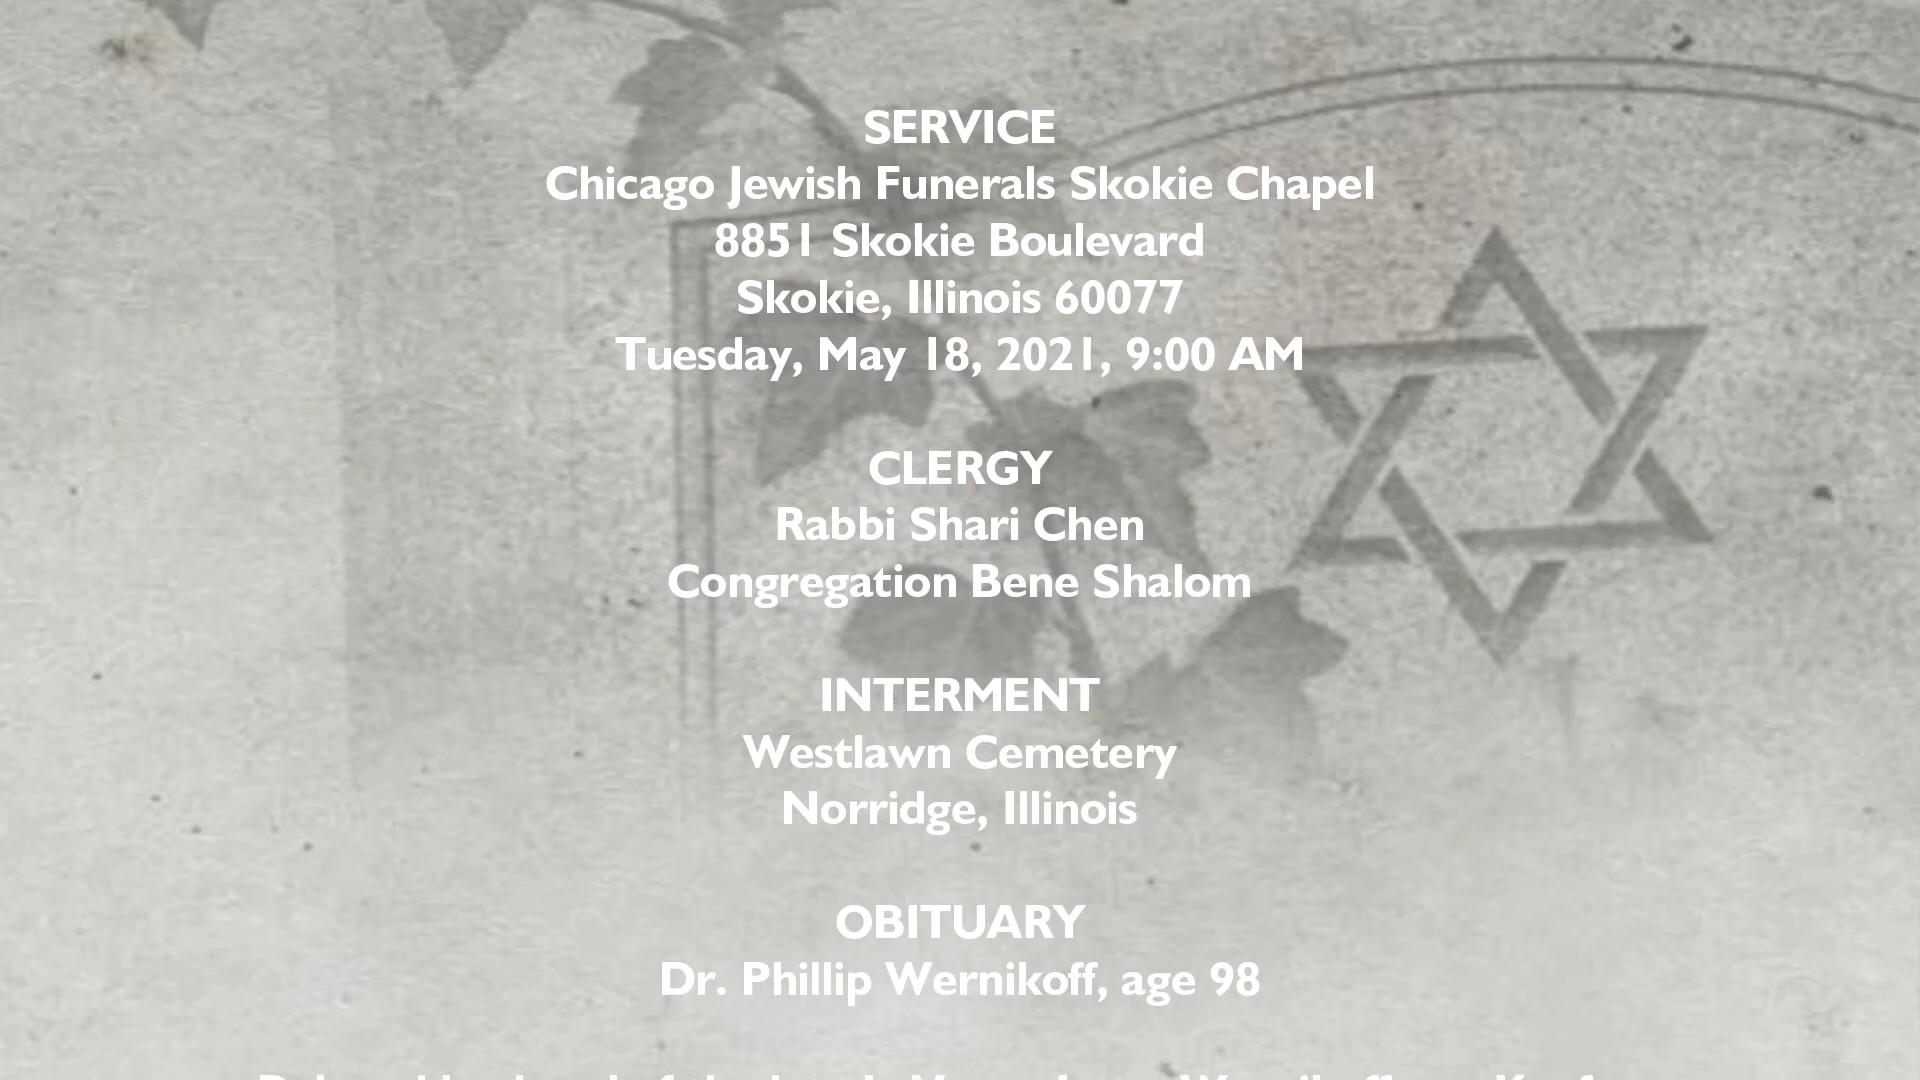 SERVICE
Chicago Jewish Funerals Skokie Chapel
8851 Skokie Boulevard
Skokie, Illinois 60077
Tuesday, May 18, 2021, 9:00 AM
CLERGY
Rabbi Shari Chen
Congregation Bene Shalom
INTERMENT
Westlawn Cemetery
Norridge, Illinois
OBITUARY
Dr. Phillip Wernikoff, age 98